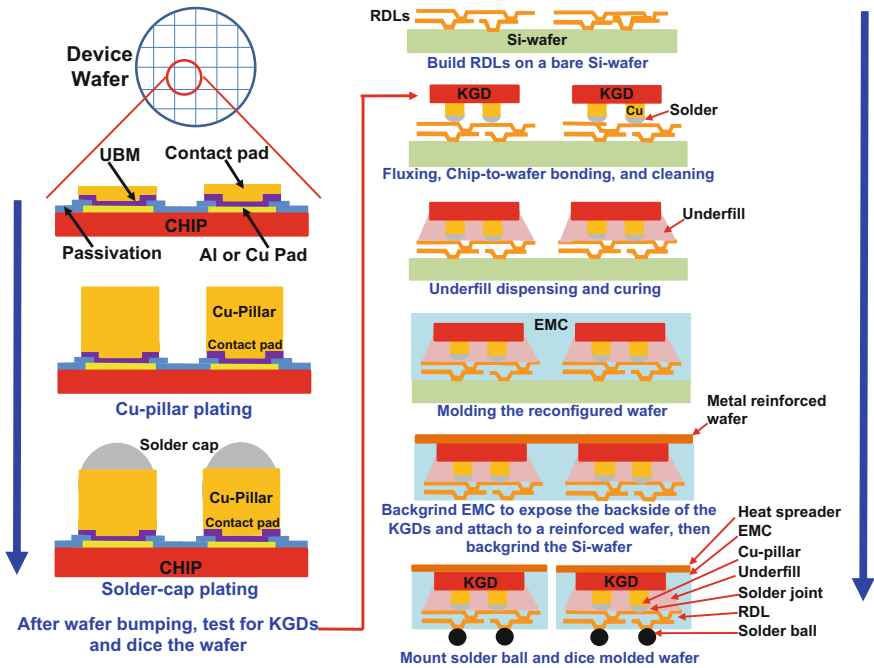 Device
Wafer
UBM
Contact pad
CHIP
Passivation
Al or Cu Pad
Cu-Pillar
Contact pad
Cu-pillar plating
Solder cap
Cu-Pillar
Contact pad
CHIP
Solder-cap plating
After wafer bumping, test for KGDs
and dice the wafer
RDLs
Si-wafer
Build RDLs on a bare Si-wafer
KGD
KGD
Cu
Solder
Fluxing, Chip-to-wafer bonding, and cleaning
Underfill
Underfill dispensing and curing
EMC
Molding the reconfigured wafer
Metal reinforced
wafer
Backgrind EMC to expose the backside of the
KGDs and attach to a reinforced wafer, then
backgrind the Si-wafer
Heat spreader
EMC
Cu-pillar
Underfill
Solder joint
RDL
Solder ball
KGD
KGD
Mount solder ball and dice molded wafer